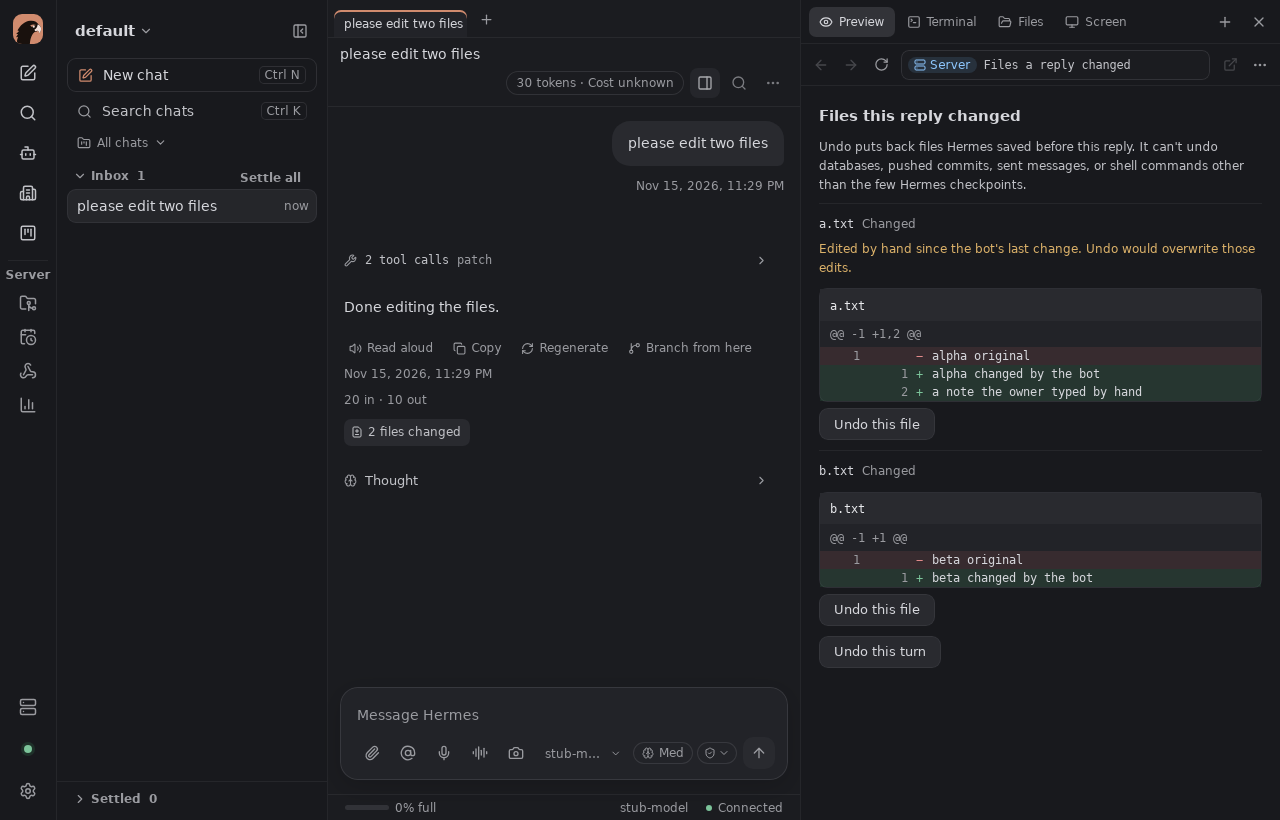 default
New chat
Ctrl N
Search chats
Ctrl K
All chats
Inbox 1
Settle all
please edit two files
now
Server
Settled 0
please edit two files
please edit two files
30 tokens · Cost unknown
please edit two files
Nov 15, 2026, 11:29 PM
2 tool calls patch
Done editing the files.
Read aloud
Copy
Regenerate
Branch from here
Nov 15, 2026, 11:29 PM
20 in · 10 out
2 files changed
Thought
Message Hermes
stub-m...
Med
0% full
stub-model
Connected
Preview
Terminal
Files
Screen
Server
Files a reply changed
Files this reply changed
Undo puts back files Hermes saved before this reply. It can't undo
databases, pushed commits, sent messages, or shell commands other
than the few Hermes checkpoints.
a.txt Changed
Edited by hand since the bot's last change. Undo would overwrite those
edits.
a.txt
@@ -1 +1,2 @@
1 − alpha original
1 + alpha changed by the bot
2 + a note the owner typed by hand
Undo this file
b.txt Changed
b.txt
@@ -1 +1 @@
1 − beta original
1 + beta changed by the bot
Undo this file
Undo this turn